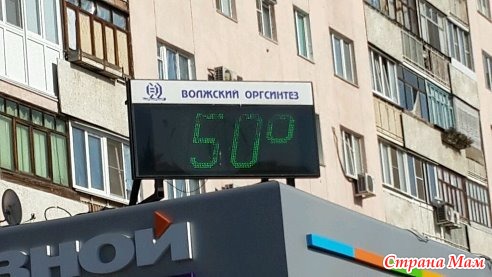 ВОЛЖСКИЙ ОРГСИНТЕЗ
50°
ЗНОЙ
Страна Мам